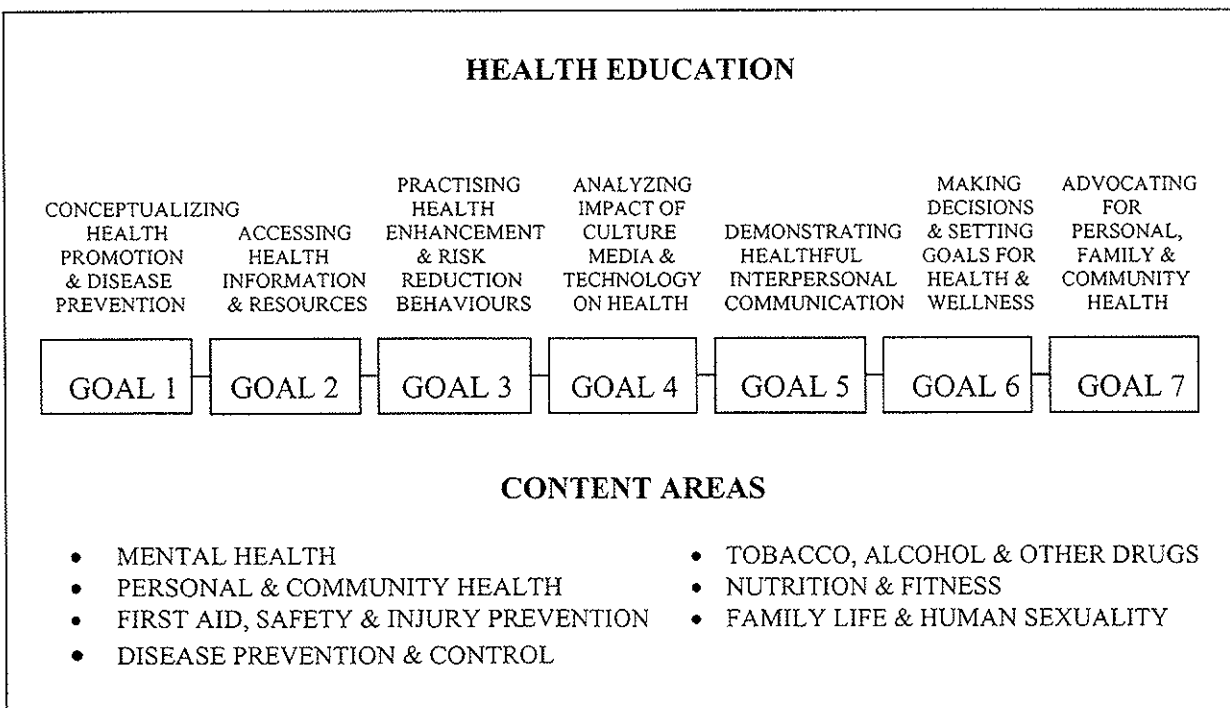 HEALTH EDUCATION
CONCEPTUALIZING
HEALTH
PROMOTION
& DISEASE
PREVENTION
ACCESSING
HEALTH
INFORMATION
& RESOURCES
PRACTISING
HEALTH
ENHANCEMENT
& RISK
REDUCTION
BEHAVIOURS
ANALYZING
IMPACT OF
CULTURE
MEDIA &
TECHNOLOGY
ON HEALTH
DEMONSTRATING
HEALTHFUL
INTERPERSONAL
COMMUNICATION
MAKING
DECISIONS
& SETTING
GOALS FOR
HEALTH &
WELLNESS
ADVOCATING
FOR
PERSONAL,
FAMILY &
COMMUNITY
HEALTH
GOAL 1
GOAL 2
GOAL 3
GOAL 4
GOAL 5
GOAL 6
GOAL 7
CONTENT AREAS
• MENTAL HEALTH
• PERSONAL & COMMUNITY HEALTH
• FIRST AID, SAFETY & INJURY PREVENTION
• DISEASE PREVENTION & CONTROL
• TOBACCO, ALCOHOL & OTHER DRUGS
• NUTRITION & FITNESS
• FAMILY LIFE & HUMAN SEXUALITY